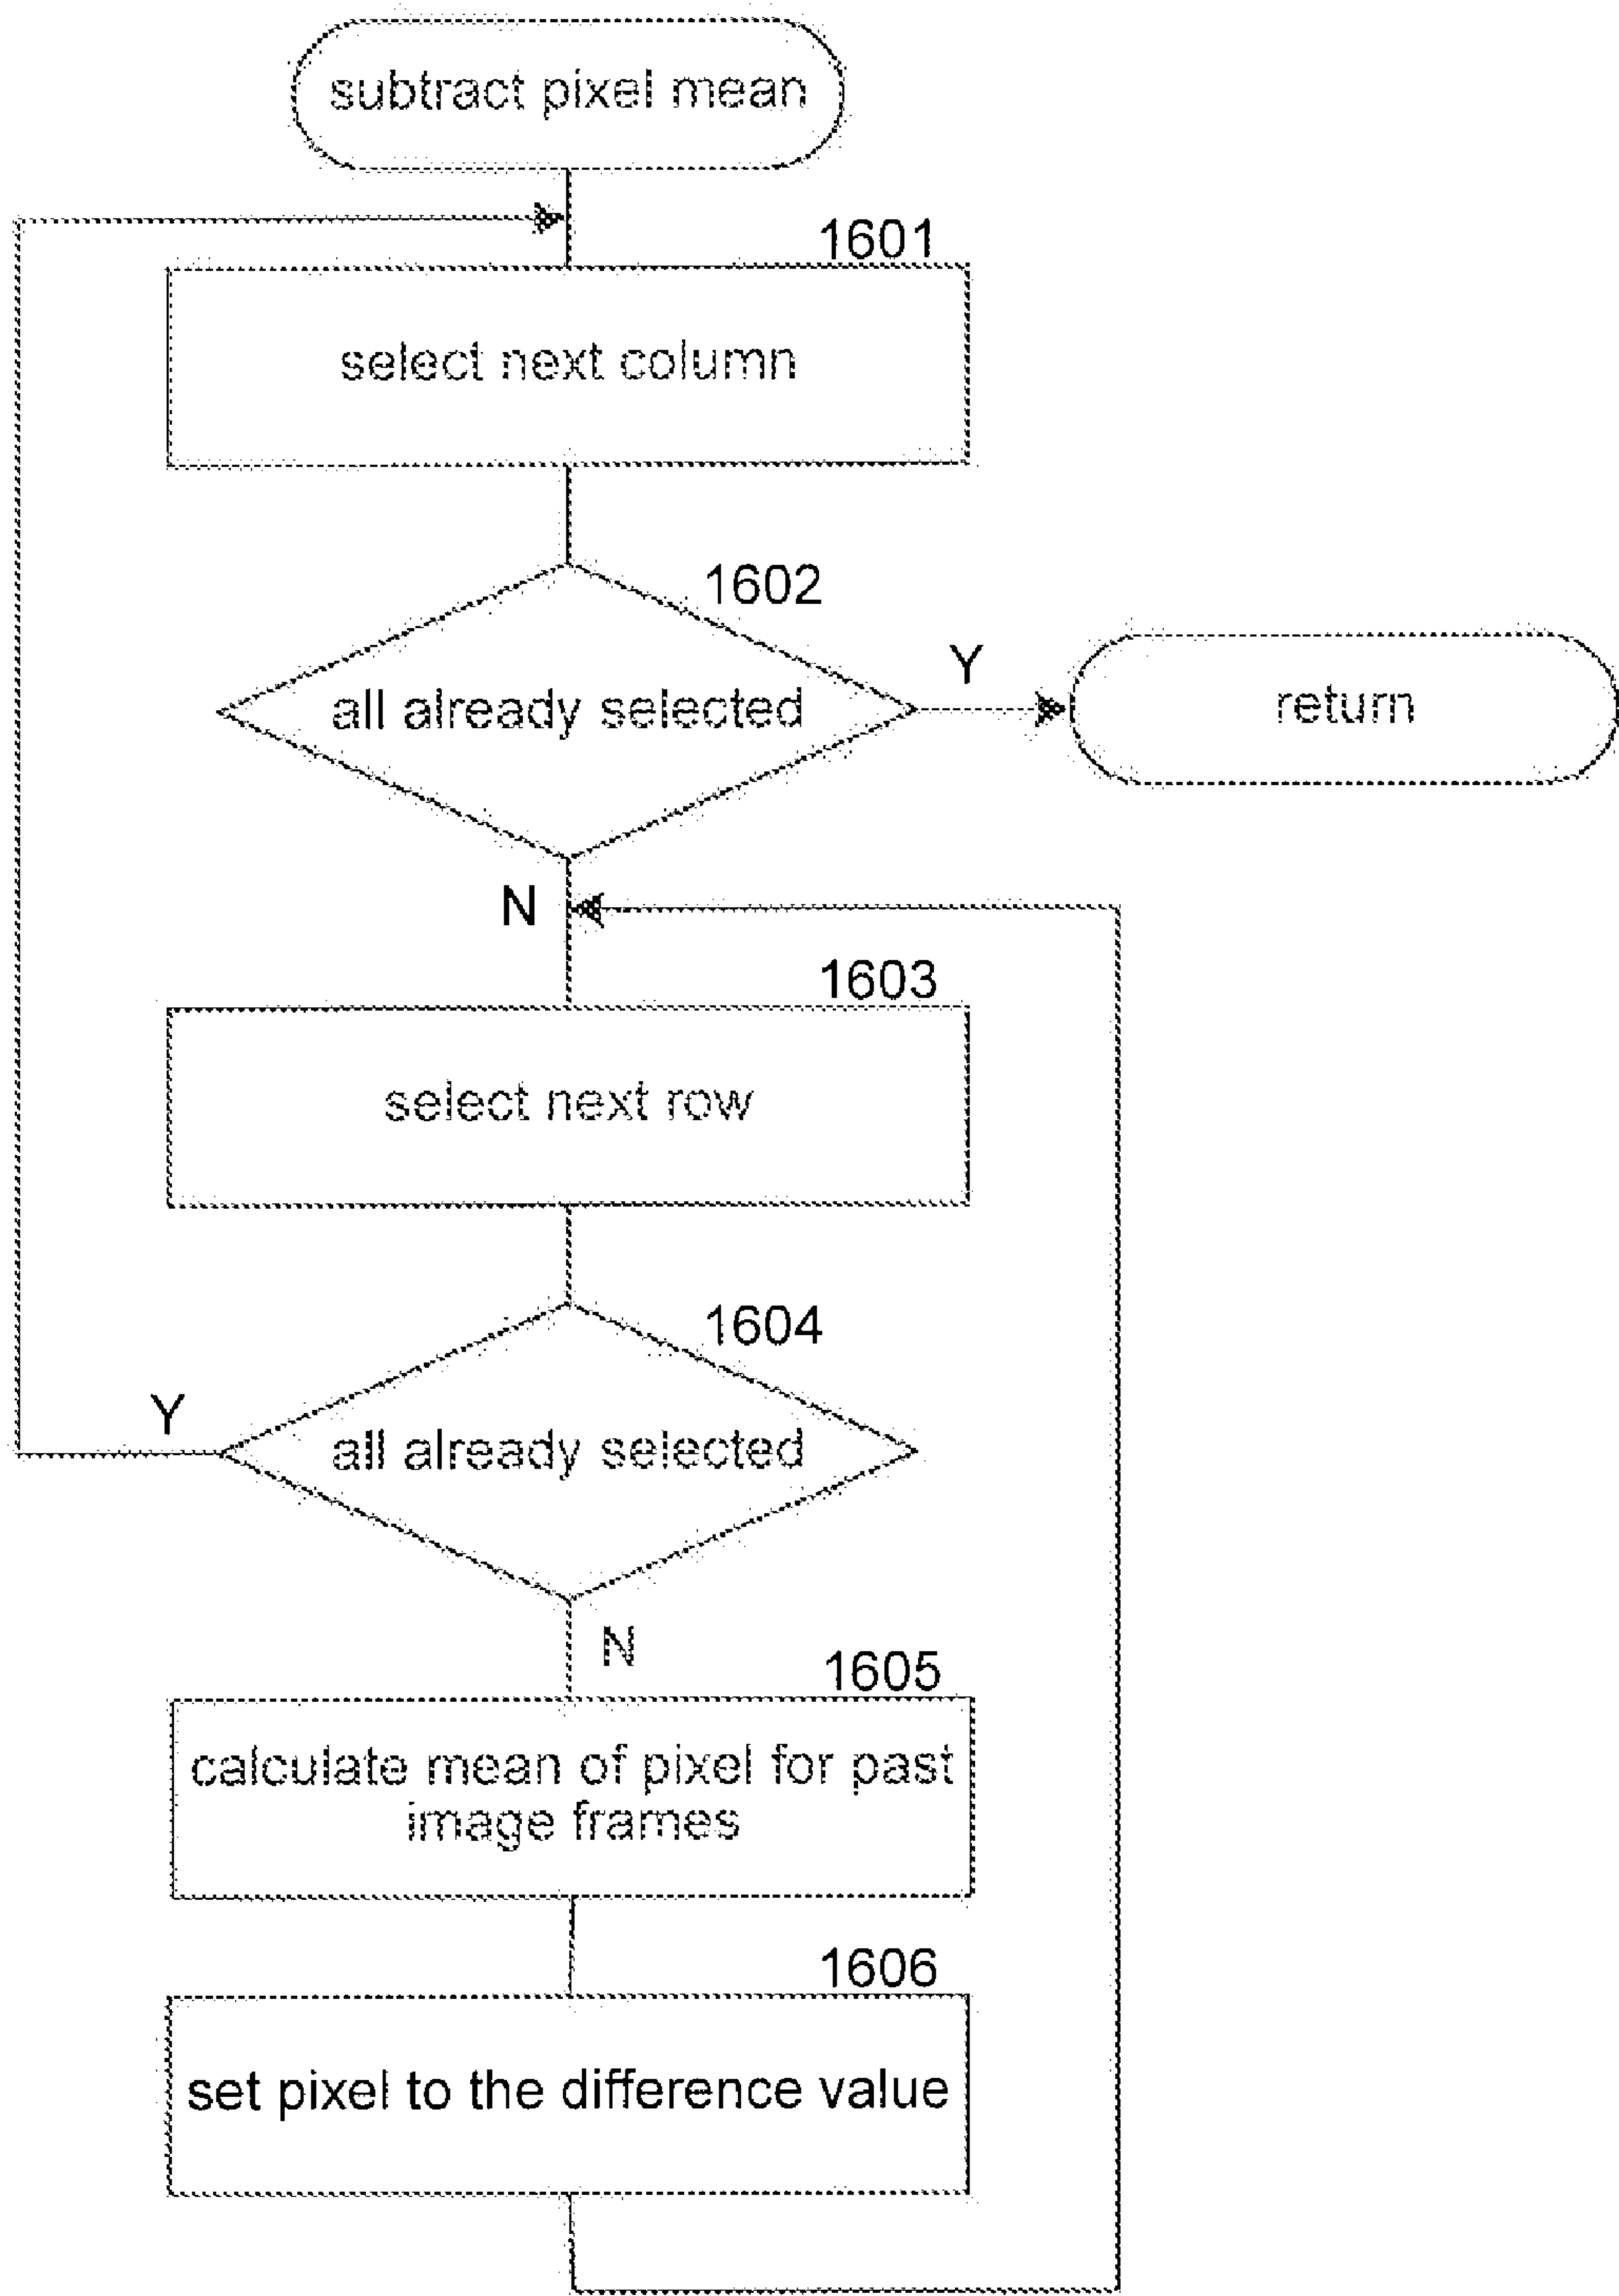 subtract pixel mean
1601
select next column
1602
all already selected
Y
return
N
1603
select next row
1604
Y
all already selected
N
1605
calculate mean of pixel for past
image frames
1606
set pixel to the difference value